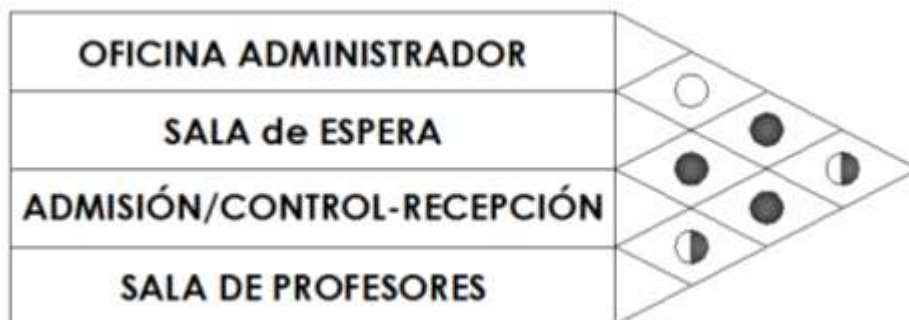 OFICINA ADMINISTRADOR
SALA de ESPERA
ADMISIÓN/CONTROL-RECEPCIÓN
SALA DE PROFESORES